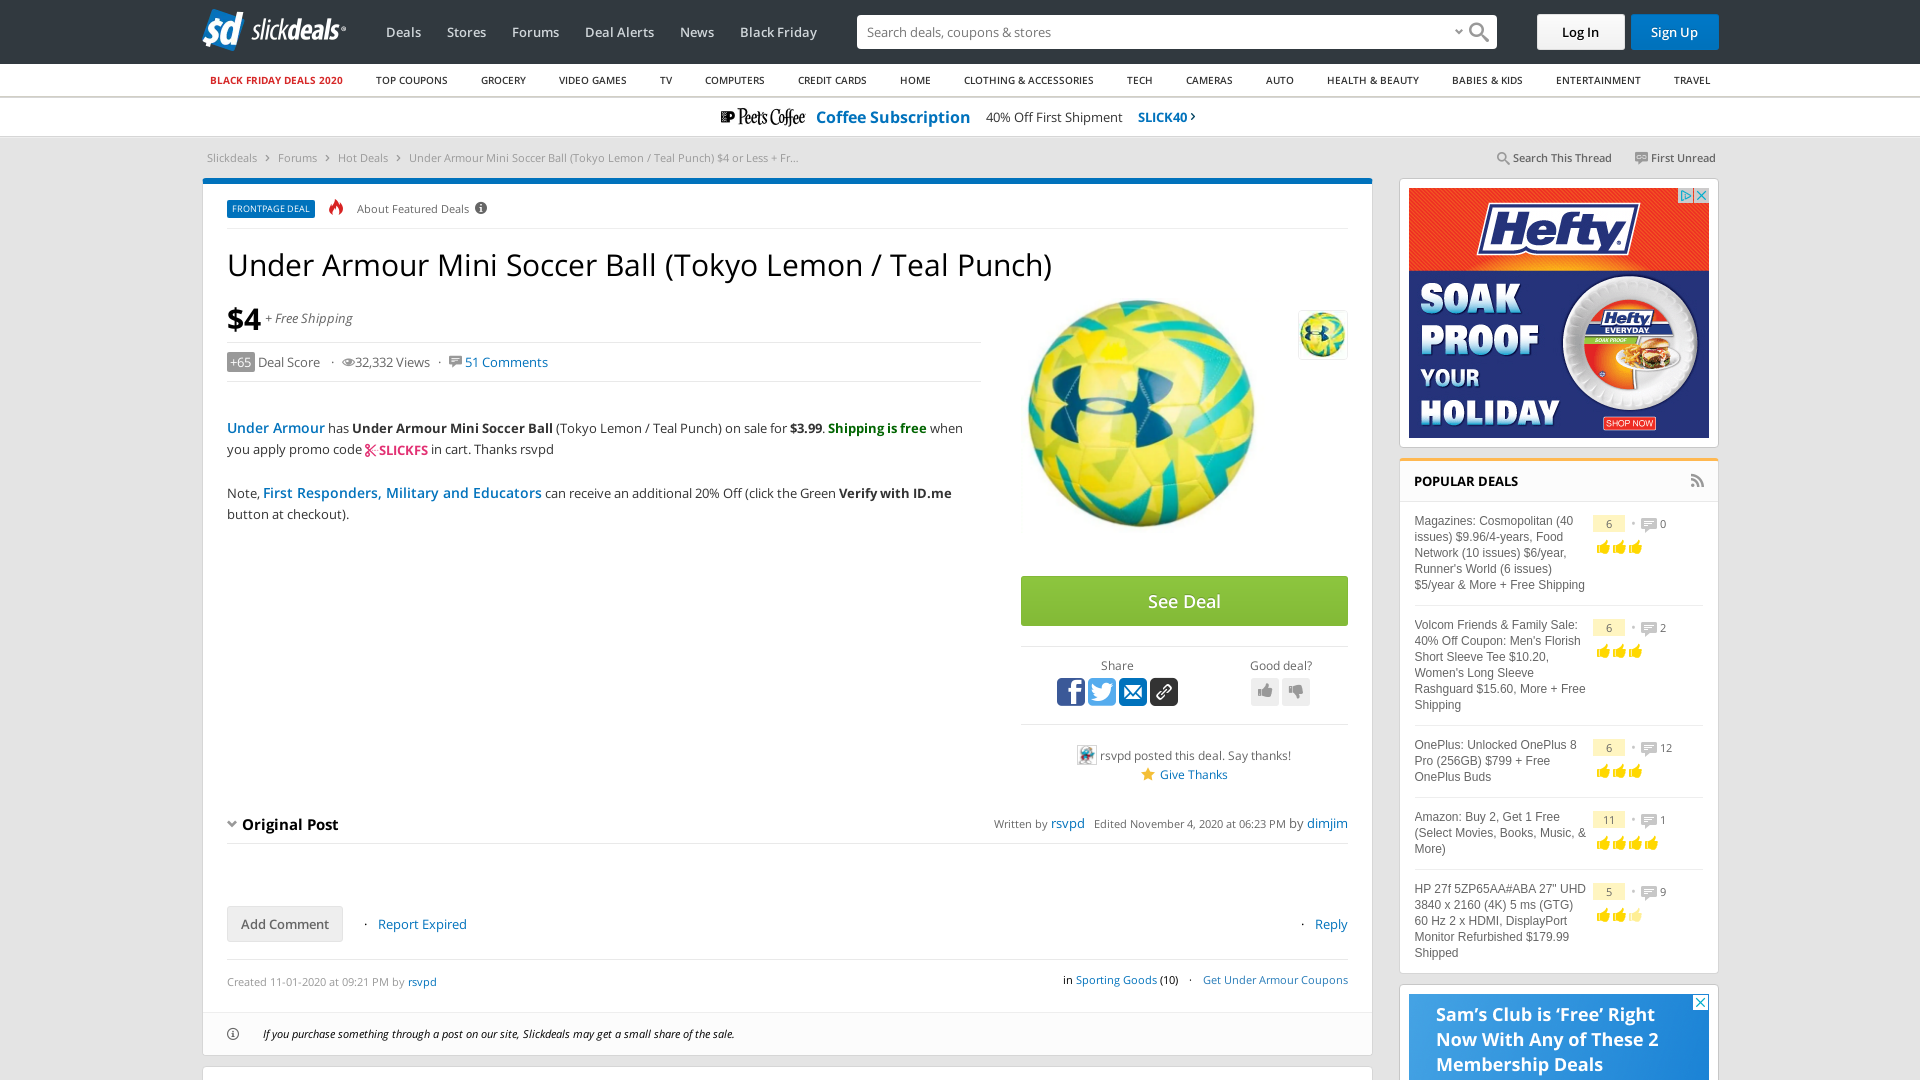 slickdeals
Deals
Stores
Forums
Deal Alerts
News
Black Friday
Search deals, coupons & stores
Log In
Sign Up
BLACK FRIDAY DEALS 2020
TOP COUPONS
GROCERY
VIDEO GAMES
TV
COMPUTERS
CREDIT CARDS
HOME
CLOTHING & ACCESSORIES
TECH
CAMERAS
AUTO
HEALTH & BEAUTY
BABIES & KIDS
ENTERTAINMENT
TRAVEL
Peet's Coffee Coffee Subscription 40% Off First Shipment SLICK40
Slickdeals > Forums > Hot Deals > Under Armour Mini Soccer Ball (Tokyo Lemon / Teal Punch) $4 or Less + Fr...
Search This Thread
First Unread
FRONTPAGE DEAL
About Featured Deals
Under Armour Mini Soccer Ball (Tokyo Lemon / Teal Punch)
$4 + Free Shipping
+65 Deal Score · 32,332 Views · 51 Comments
Under Armour has Under Armour Mini Soccer Ball (Tokyo Lemon / Teal Punch) on sale for $3.99. Shipping is free when
you apply promo code SLICKFS in cart. Thanks rsvpd
Note, First Responders, Military and Educators can receive an additional 20% Off (click the Green Verify with ID.me
button at checkout).
See Deal
Share
Good deal?
rsvpd posted this deal. Say thanks!
Give Thanks
Original Post
Written by rsvpd Edited November 4, 2020 at 06:23 PM by dimjim
Add Comment
· Report Expired
· Reply
Created 11-01-2020 at 09:21 PM by rsvpd
in Sporting Goods (10) · Get Under Armour Coupons
If you purchase something through a post on our site, Slickdeals may get a small share of the sale.
Hefty
SOAK
PROOF
YOUR
HOLIDAY
Hefty
EVERYDAY
SOAK PROOF
SHOP NOW
POPULAR DEALS
Magazines: Cosmopolitan (40
issues) $9.96/4-years, Food
Network (10 issues) $6/year,
Runner's World (6 issues)
$5/year & More + Free Shipping
6 • 0
Volcom Friends & Family Sale:
40% Off Coupon: Men's Florish
Short Sleeve Tee $10.20,
Women's Long Sleeve
Rashguard $15.60, More + Free
Shipping
6 • 2
OnePlus: Unlocked OnePlus 8
Pro (256GB) $799 + Free
OnePlus Buds
6 • 12
Amazon: Buy 2, Get 1 Free
(Select Movies, Books, Music, &
More)
11 • 1
HP 27f 5ZP65AA#ABA 27" UHD
3840 x 2160 (4K) 5 ms (GTG)
60 Hz 2 x HDMI, DisplayPort
Monitor Refurbished $179.99
Shipped
5 • 9
Sam's Club is 'Free' Right
Now With Any of These 2
Membership Deals